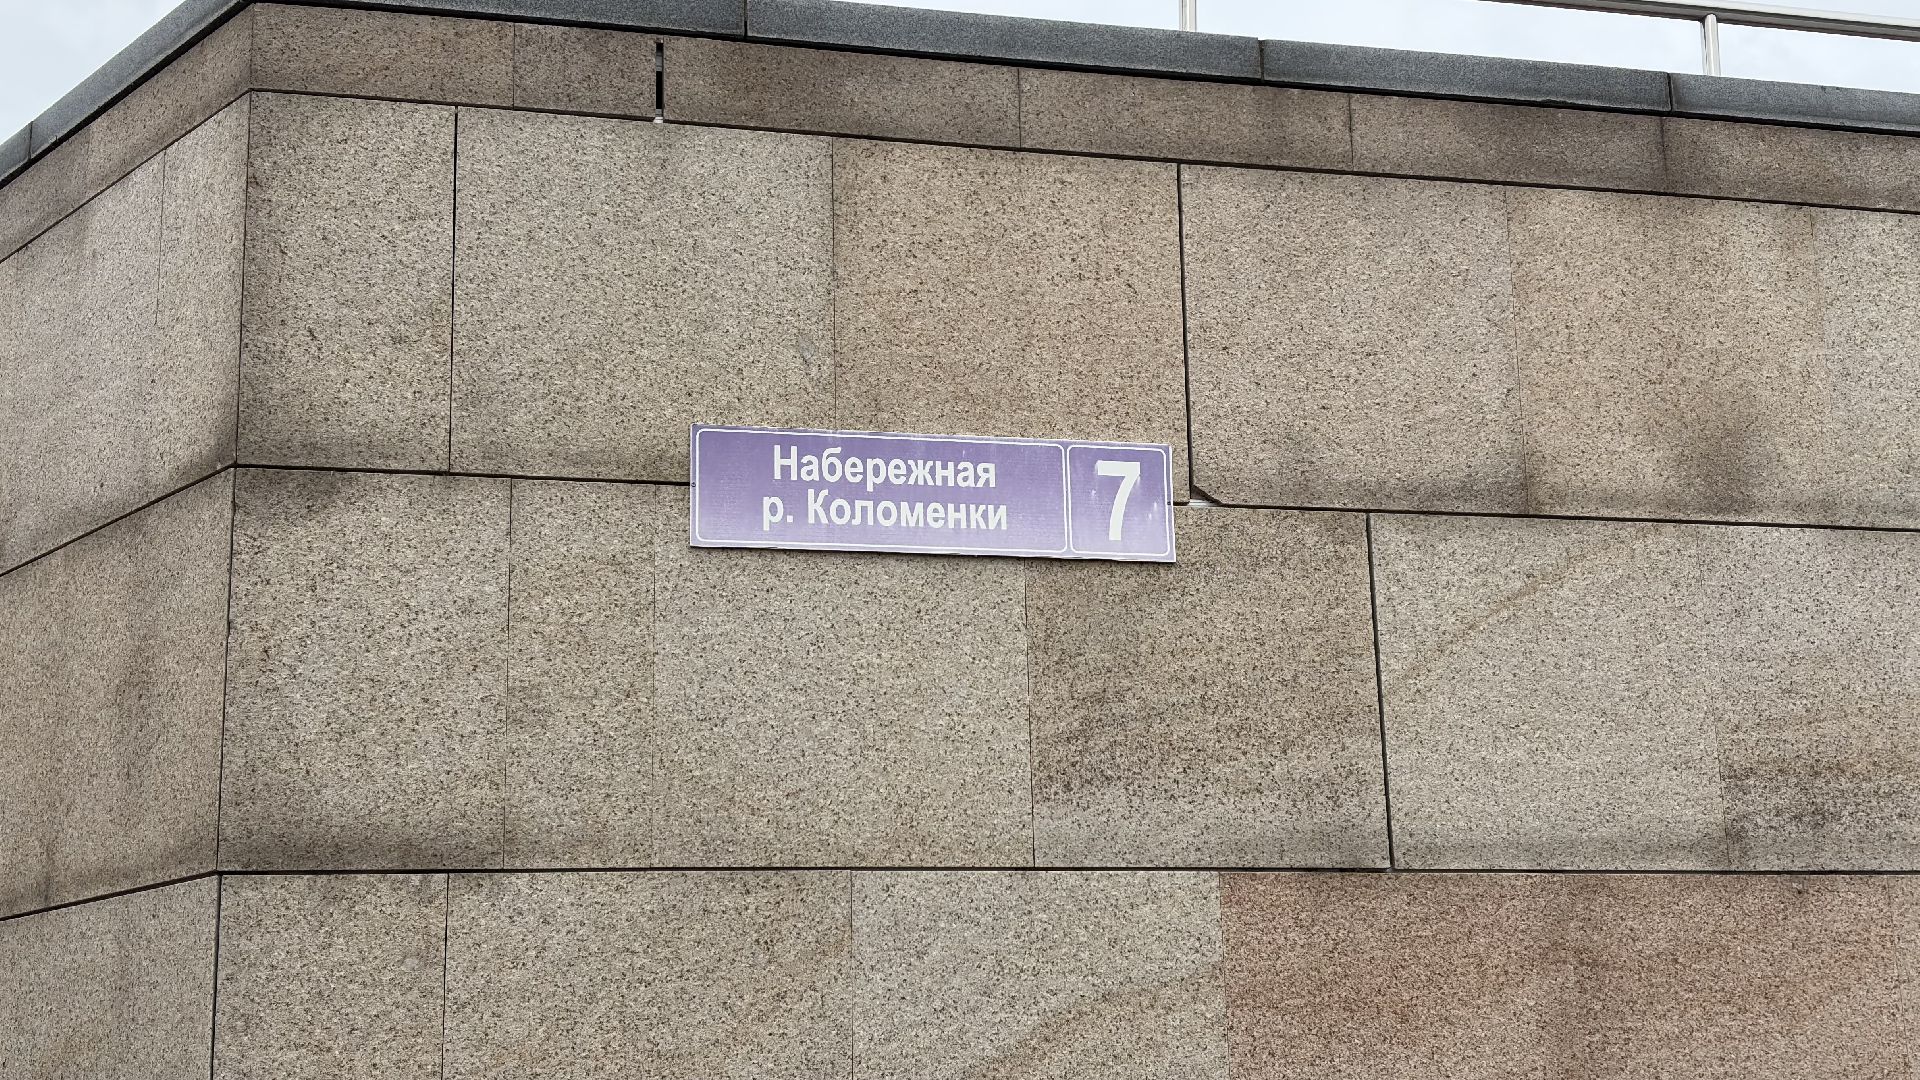 Набережная
р. Коломенки
7